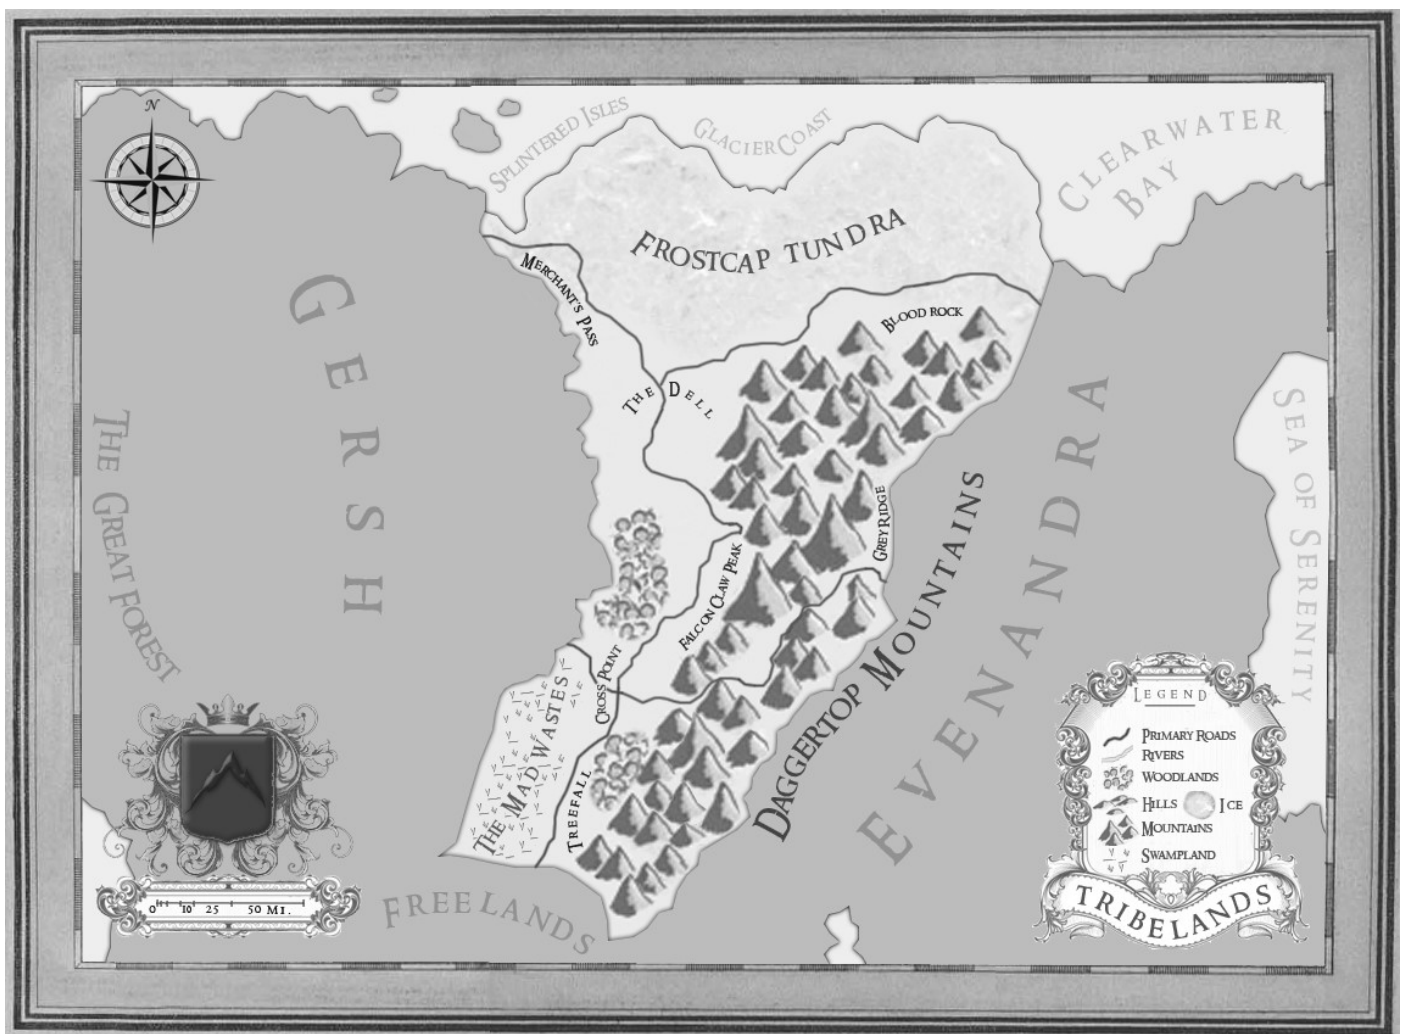 N
SPLINTERED ISLES
GLACIER COAST
CLEARWATER
BAY
FROSTCAP TUNDRA
MERCHANT'S PASS
BLOOD ROCK
GERSH
THE DELL
THE GREAT FOREST
SEA OF SERENITY
EVENANDRA
DAGGERTOP MOUNTAINS
GREY RIDGE
FALCON CLAW PEAK
CROSS POINT
THE MAD WASTES
TREEFALL
FREELANDS
0 10 25 50 MI.
LEGEND
PRIMARY ROADS
RIVERS
WOODLANDS
HILLS ICE
MOUNTAINS
SWAMPLAND
TRIBELANDS